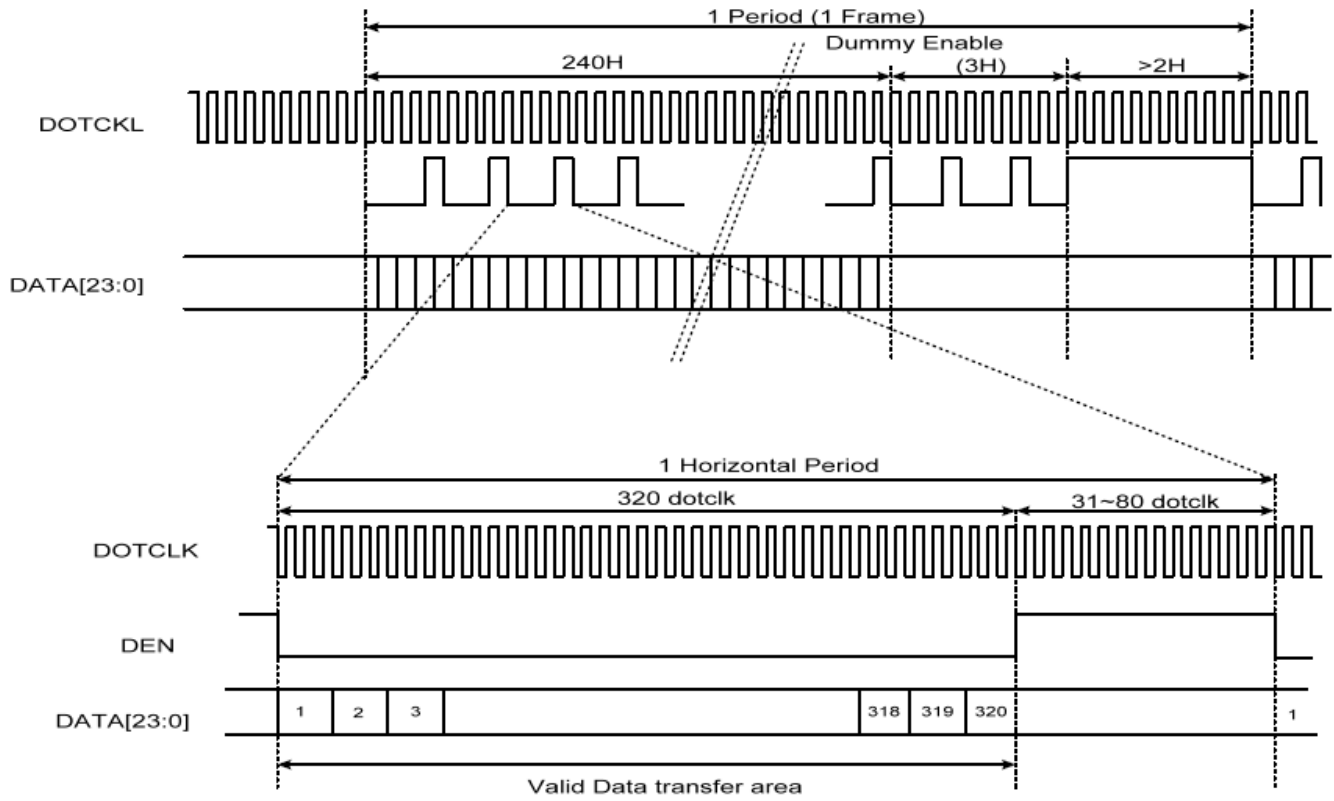 1 Period (1 Frame)
Dummy Enable
240H
(3H)
>2H
DOTCKL
DATA[23:0]
1 Horizontal Period
320 dotclk
31~80 dotclk
DOTCLK
DEN
DATA[23:0]
1
2
3
318
319
320
1
Valid Data transfer area